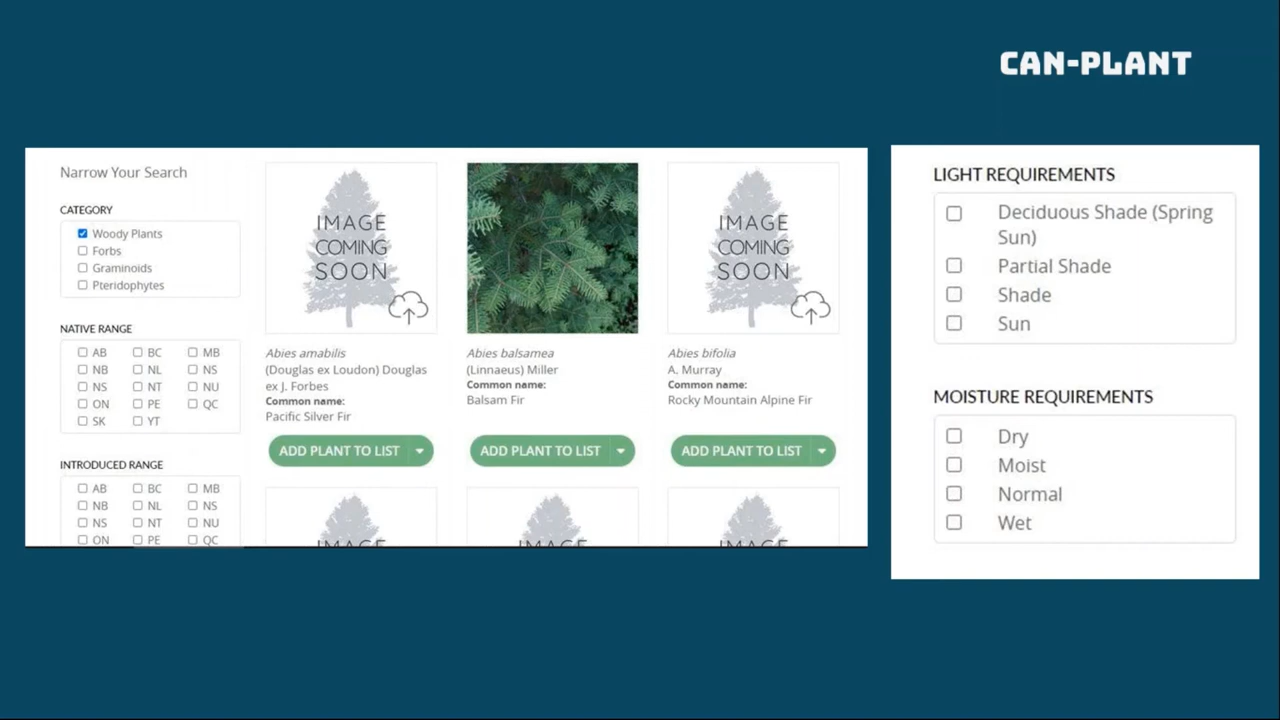 CAN-PLANT
Narrow Your Search
CATEGORY
Woody Plants
Forbs
Graminoids
Pteridophytes
NATIVE RANGE
AB BC MB
NB NL NS
NS NT NU
ON PE QC
SK YT
INTRODUCED RANGE
AB BC MB
NB NL NS
NS NT NU
ON PE QC
IMAGE
COMING
SOON
Abies amabilis
(Douglas ex Loudon) Douglas
ex J. Forbes
Common name:
Pacific Silver Fir
ADD PLANT TO LIST
Abies balsamea
(Linnaeus) Miller
Common name:
Balsam Fir
ADD PLANT TO LIST
IMAGE
COMING
SOON
Abies bifolia
A. Murray
Common name:
Rocky Mountain Alpine Fir
ADD PLANT TO LIST
IMAGE
IMAGE
IMAGE
LIGHT REQUIREMENTS
Deciduous Shade (Spring
Sun)
Partial Shade
Shade
Sun
MOISTURE REQUIREMENTS
Dry
Moist
Normal
Wet